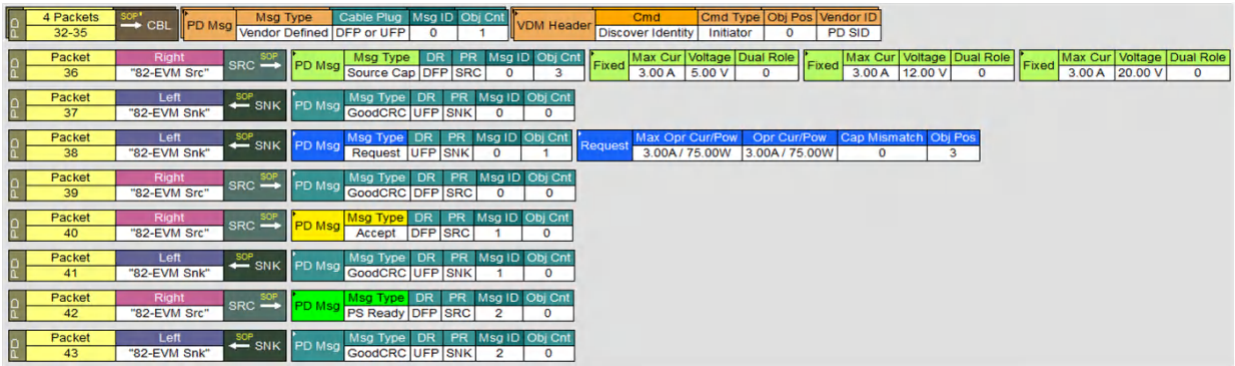 PD 4 Packets SOP' CBL PD Msg Msg Type Cable Plug Msg ID Obj Cnt VDM Header Cmd Cmd Type Obj Pos Vendor ID
32-35 Vendor Defined DFP or UFP 0 1 Discover Identity Initiator 0 PD SID
PD Packet Right SRC SOP PD Msg Msg Type DR PR Msg ID Obj Cnt Fixed Max Cur Voltage Dual Role Fixed Max Cur Voltage Dual Role Fixed Max Cur Voltage Dual Role
36 "82-EVM Src" Source Cap DFP SRC 0 3 3.00 A 5.00 V 0 3.00 A 12.00 V 0 3.00 A 20.00 V 0
PD Packet Left SOP SNK PD Msg Msg Type DR PR Msg ID Obj Cnt
37 "82-EVM Snk" GoodCRC UFP SNK 0 0
PD Packet Left SOP SNK PD Msg Msg Type DR PR Msg ID Obj Cnt Request Max Opr Cur/Pow Opr Cur/Pow Cap Mismatch Obj Pos
38 "82-EVM Snk" Request UFP SNK 0 1 3.00A / 75.00W 3.00A / 75.00W 0 3
PD Packet Right SRC SOP PD Msg Msg Type DR PR Msg ID Obj Cnt
39 "82-EVM Src" GoodCRC DFP SRC 0 0
PD Packet Right SRC SOP PD Msg Msg Type DR PR Msg ID Obj Cnt
40 "82-EVM Src" Accept DFP SRC 1 0
PD Packet Left SOP SNK PD Msg Msg Type DR PR Msg ID Obj Cnt
41 "82-EVM Snk" GoodCRC UFP SNK 1 0
PD Packet Right SRC SOP PD Msg Msg Type DR PR Msg ID Obj Cnt
42 "82-EVM Src" PS Ready DFP SRC 2 0
PD Packet Left SOP SNK PD Msg Msg Type DR PR Msg ID Obj Cnt
43 "82-EVM Snk" GoodCRC UFP SNK 2 0